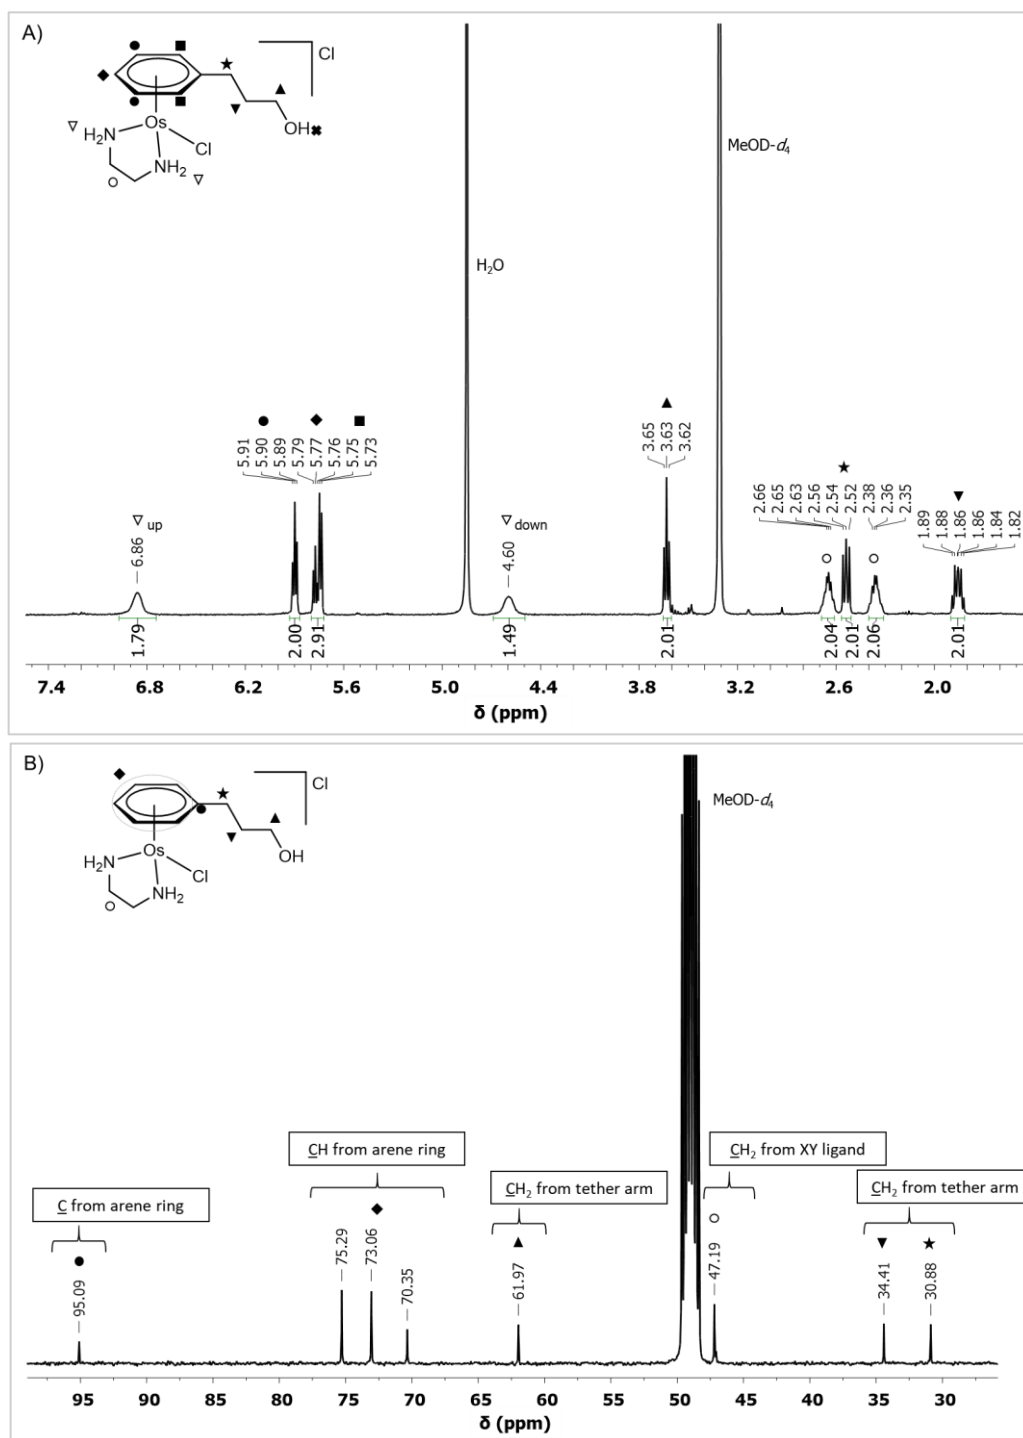 A)
Cl
OH
Os
H2N
Cl
NH2
MeOD-d4
H2O
5.91 5.90 5.89 5.79 5.77 5.76 5.75 5.73
3.65 3.63 3.62
2.66 2.65 2.63 2.56 2.54 2.52 2.38 2.36 2.35
1.89 1.88 1.86 1.86 1.84 1.82
up
6.86
down
4.60
1.79 2.00 2.91 1.49 2.01 2.04 2.01 2.06 2.01
7.4 6.8 6.2 5.6 5.0 4.4 3.8 3.2 2.6 2.0
δ (ppm)
B)
Cl
OH
Os
H2N
Cl
NH2
MeOD-d4
CH from arene ring
CH2 from XY ligand
CH2 from tether arm
CH2 from tether arm
C from arene ring
95.09
75.29
73.06
70.35
61.97
47.19
34.41
30.88
95 90 85 80 75 70 65 60 55 50 45 40 35 30
δ (ppm)